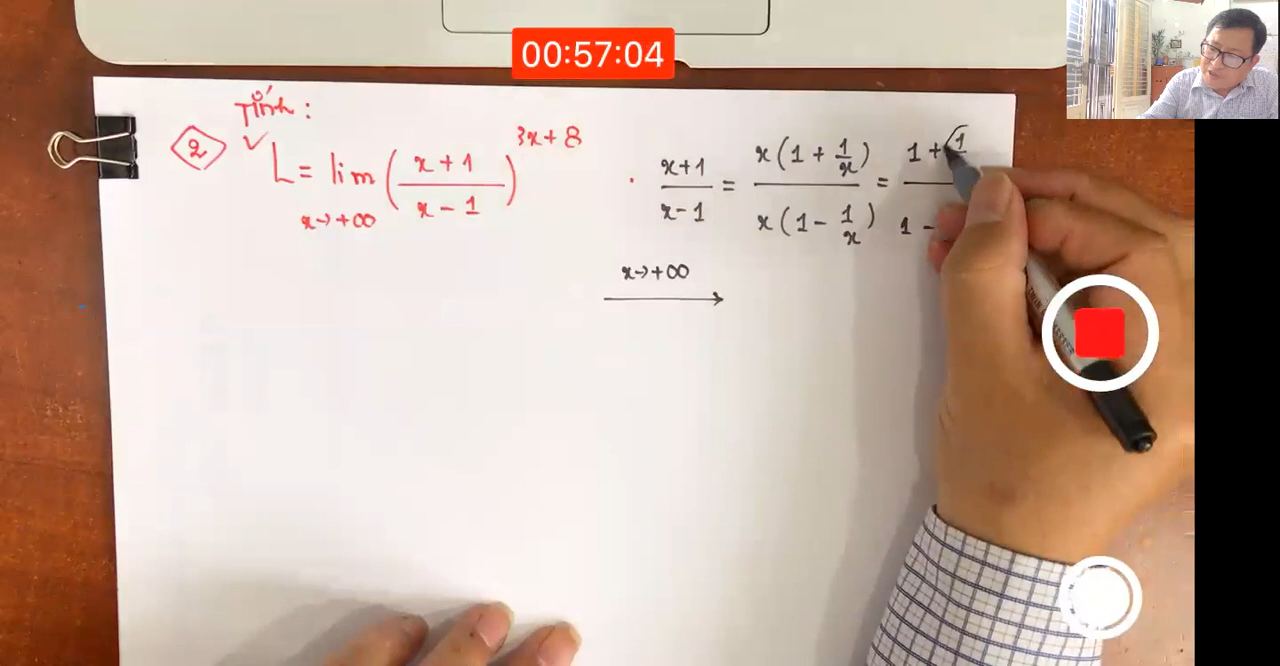 00:57:04
Tính:
2 L = lim ( x + 1 / x - 1 ) 3x + 8
x → +∞
. x+1 / x-1 = x(1 + 1/x) / x(1 - 1/x) = 1 + 1 / 1 -
x → +∞